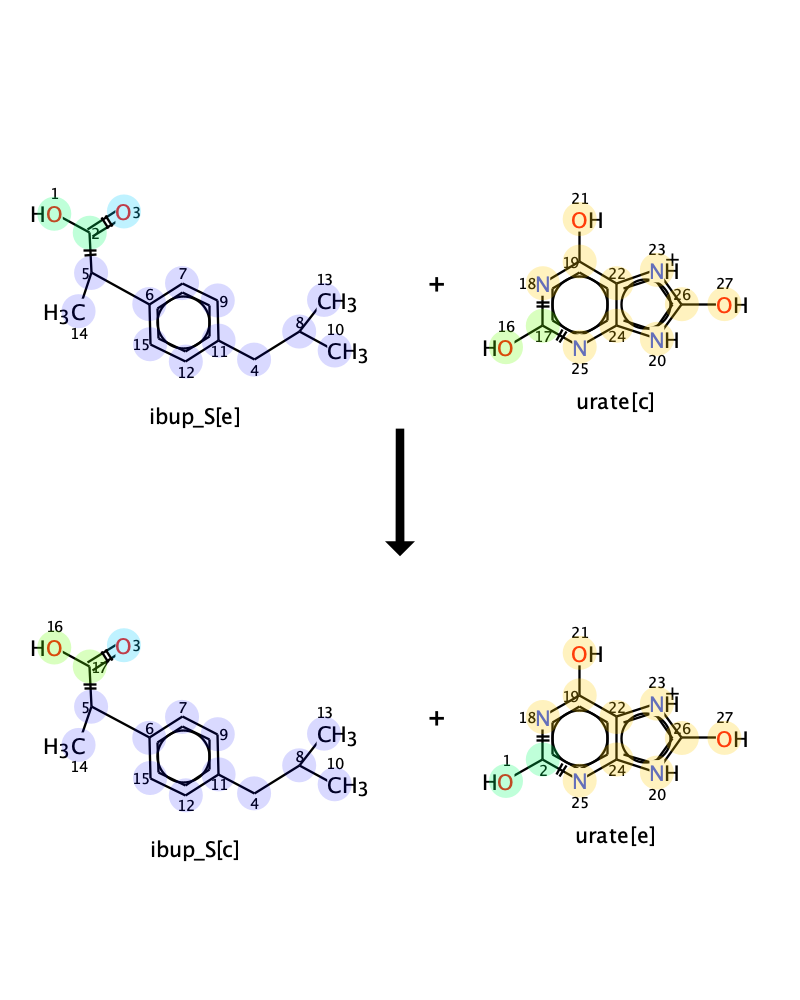 1
HO
O3
2
5
H3C
14
6
7
9
15
12
11
4
8
13
CH3
10
CH3
ibup_S[e]
+
21
OH
19
18 N
22
23
NH+
26
27
OH
16
HO
17
N
25
24
NH
20
urate[c]
16
HO
O3
17
5
H3C
14
6
7
9
15
12
11
4
8
13
CH3
10
CH3
ibup_S[c]
+
21
OH
19
18 N
22
23
NH+
26
27
OH
1
HO
2
N
25
24
NH
20
urate[e]